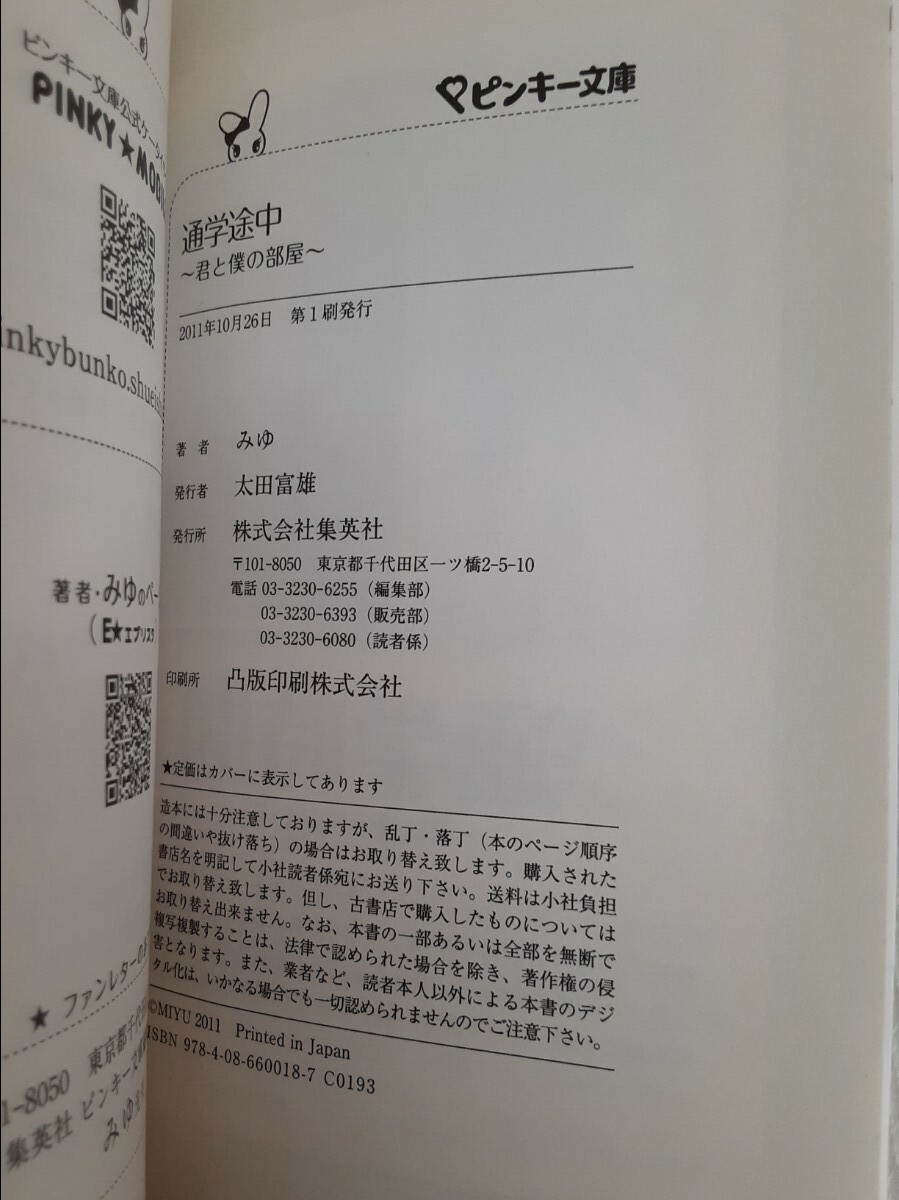 ピンキー文庫公式ケータイ
PINKY★MOB
inkybunko.shueish
著者・みゆのペー
(E★エブリスタ
★ ファンレターの
1-8050 東京都千代
集英社 ピンキー文庫
みゆ
ピンキー文庫
通学途中
〜君と僕の部屋〜
2011年10月26日 第1刷発行
著者 みゆ
発行者 太田富雄
発行所 株式会社集英社
〒101-8050 東京都千代田区一ツ橋2-5-10
電話 03-3230-6255(編集部)
03-3230-6393(販売部)
03-3230-6080(読者係)
印刷所 凸版印刷株式会社
★定価はカバーに表示してあります
造本には十分注意しておりますが、乱丁・落丁(本のページ順序
の間違いや抜け落ち)の場合はお取り替え致します。購入された
書店名を明記して小社読者係宛にお送り下さい。送料は小社負担
でお取り替え致します。但し、古書店で購入したものについては
お取り替え出来ません。なお、本書の一部あるいは全部を無断で
複写複製することは、法律で認められた場合を除き、著作権の侵
害となります。また、業者など、読者本人以外による本書のデジ
タル化は、いかなる場合でも一切認められませんのでご注意下さい。
©MIYU 2011 Printed in Japan
ISBN 978-4-08-660018-7 C0193